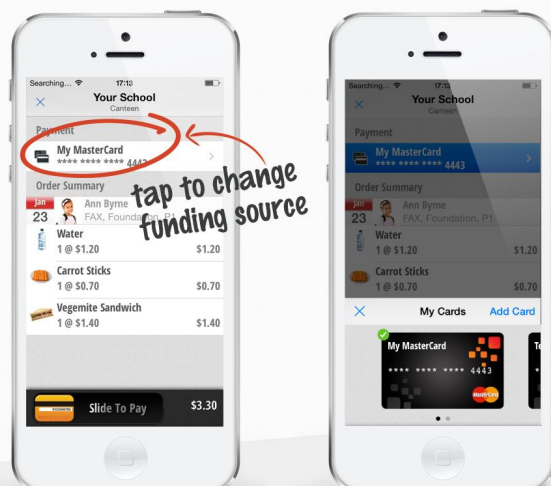 Searching... 17:13
Your School
Canteen
Payment
My MasterCard
**** **** **** 4443
tap to change
funding source
Order Summary
Jan
23
Ann Byrne
FAX, Foundation, P1
Water
1 @ $1.20 $1.20
Carrot Sticks
1 @ $0.70 $0.70
Vegemite Sandwich
1 @ $1.40 $1.40
Slide To Pay $3.30
Searching... 17:13
Your School
Canteen
Payment
My MasterCard
**** **** **** 4443
Order Summary
Jan
23
Ann Byrne
FAX, Foundation, P1
Water
1 @ $1.20 $1.20
Carrot Sticks
1 @ $0.70 $0.70
My Cards Add Card
My MasterCard
**** **** **** 4443
MasterCard